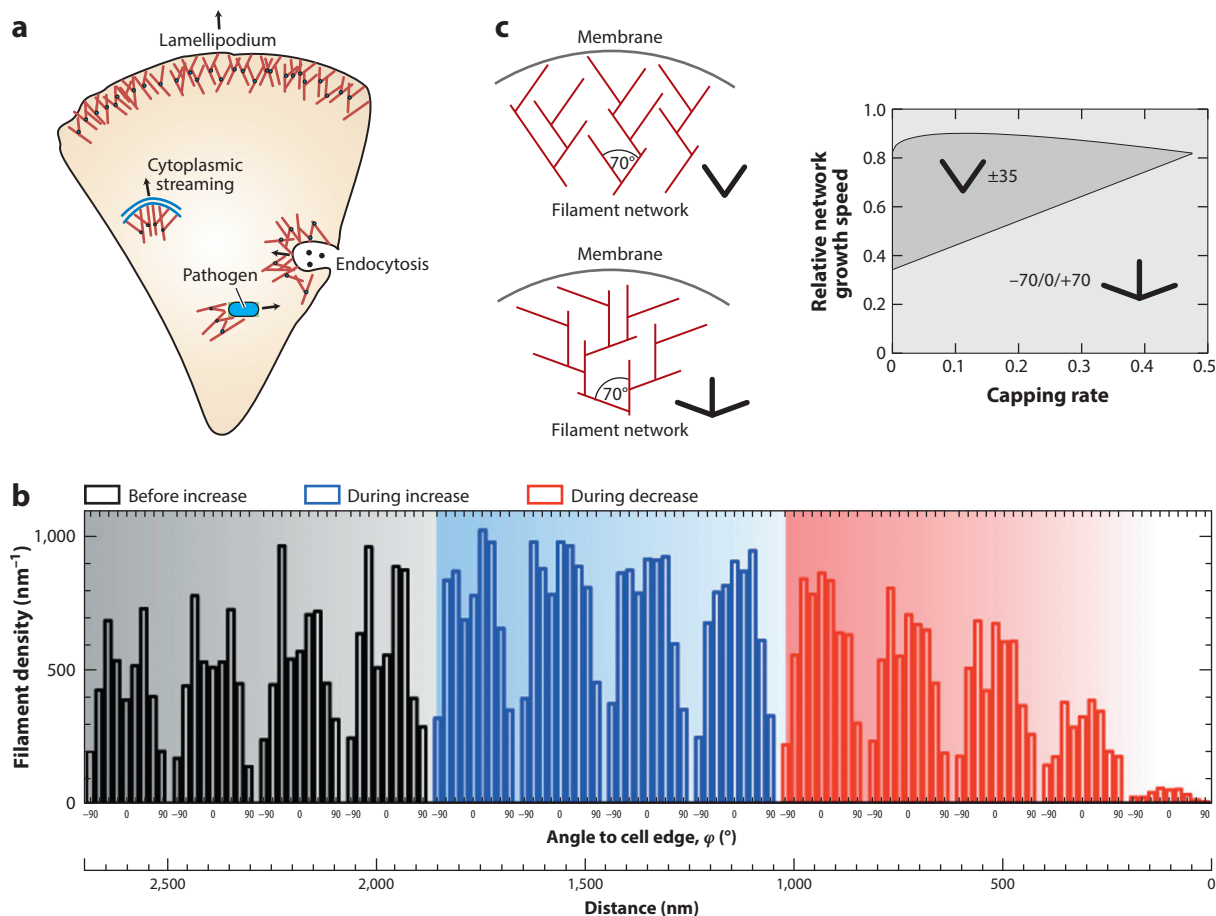 a
Lamellipodium
Cytoplasmic
streaming
Pathogen
Endocytosis
c
Membrane
70°
Filament network
Membrane
70°
Filament network
Relative network
growth speed
1.0
0.8
0.6
0.4
0.2
0
±35
−70/0/+70
0 0.1 0.2 0.3 0.4 0.5
Capping rate
b
Before increase During increase During decrease
Filament density (nm−1)
1,000
500
0
−90 0 90 −90 0 90 −90 0 90 −90 0 90 −90 0 90 −90 0 90 −90 0 90 −90 0 90 −90 0 90 −90 0 90 −90 0 90 −90 0 90 −90 0 90
Angle to cell edge, φ (°)
2,500 2,000 1,500 1,000 500 0
Distance (nm)